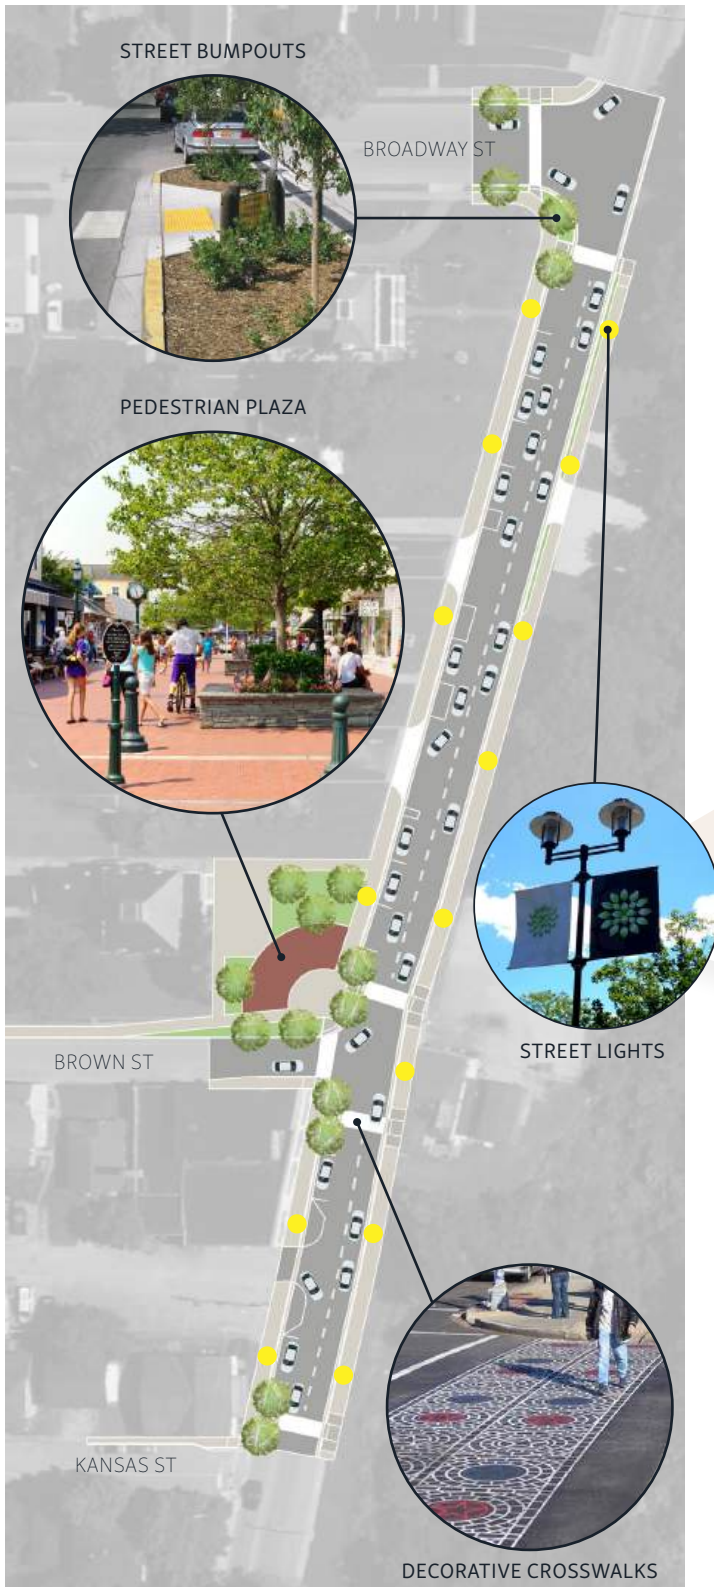 STREET BUMPOUTS
BROADWAY ST
PEDESTRIAN PLAZA
STREET LIGHTS
BROWN ST
KANSAS ST
DECORATIVE CROSSWALKS